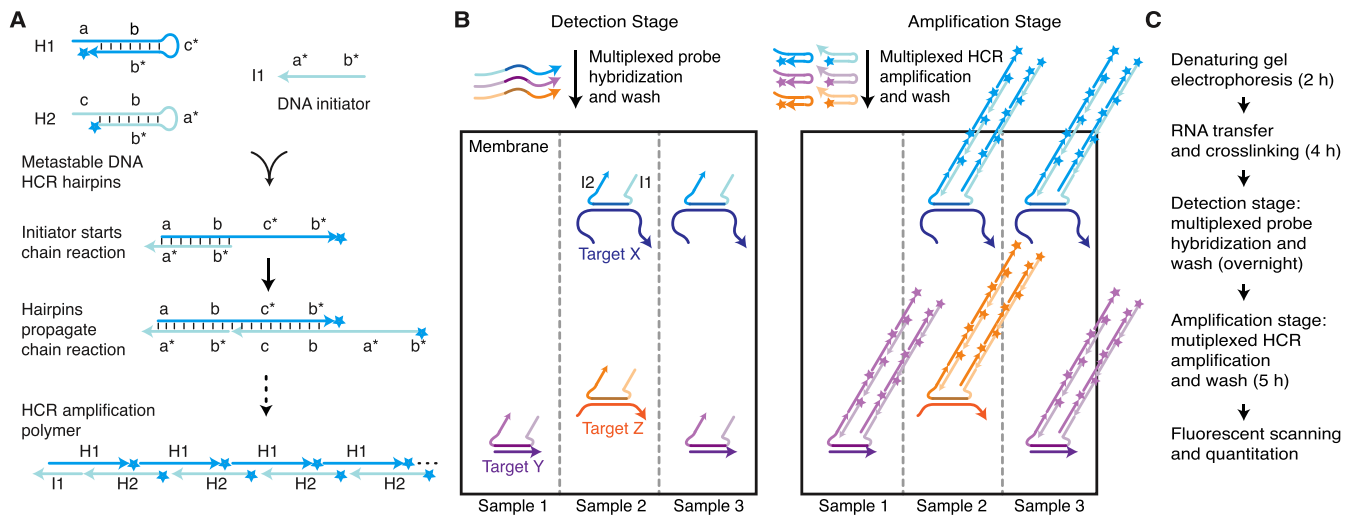 A
a b
H1
c*
b*
c b
H2
a*
b*
Metastable DNA
HCR hairpins
a* b*
I1
DNA initiator
Initiator starts
chain reaction
a b c* b*
a* b*
Hairpins
propagate
chain reaction
a b c* b*
a* b* c b a* b*
HCR amplification
polymer
H1 H1 H1 H1
I1 H2 H2 H2 H2
B
Detection Stage
Multiplexed probe
hybridization
and wash
Membrane
I2 I1
Target X
Target Z
Target Y
Sample 1 Sample 2 Sample 3
Amplification Stage
Multiplexed HCR
amplification
and wash
Sample 1 Sample 2 Sample 3
C
Denaturing gel
electrophoresis (2 h)
RNA transfer
and crosslinking (4 h)
Detection stage:
multiplexed probe
hybridization and
wash (overnight)
Amplification stage:
mutiplexed HCR
amplification
and wash (5 h)
Fluorescent scanning
and quantitation